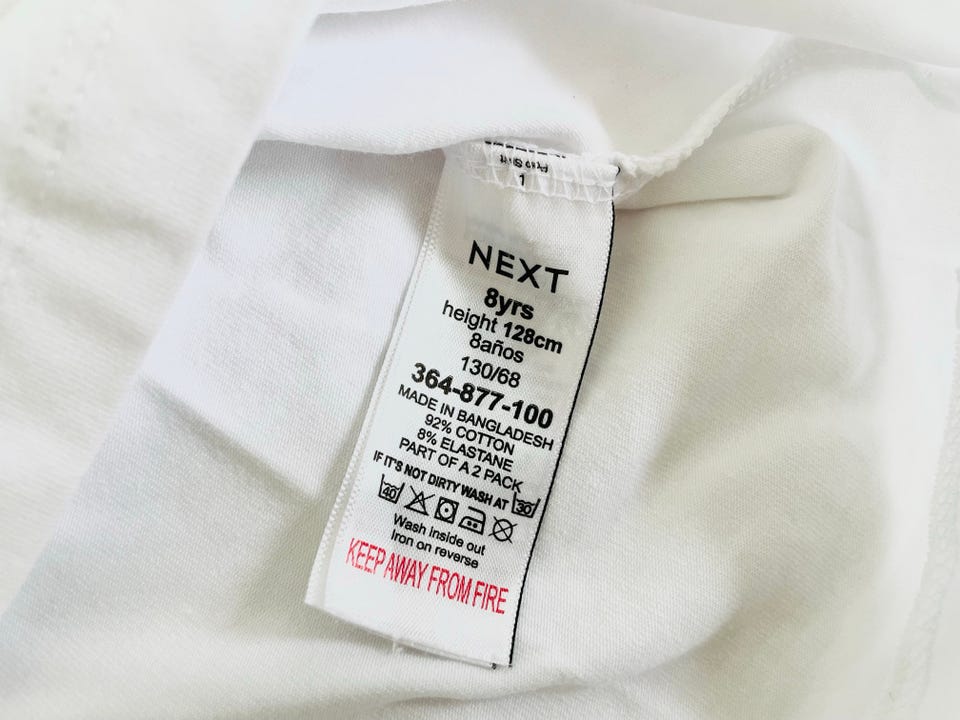 1
NEXT
8yrs
height 128cm
8años
130/68
364-877-100
MADE IN BANGLADESH
92% COTTON
8% ELASTANE
PART OF A 2 PACK
IF IT'S NOT DIRTY WASH AT 30
40
Wash inside out
Iron on reverse
KEEP AWAY FROM FIRE